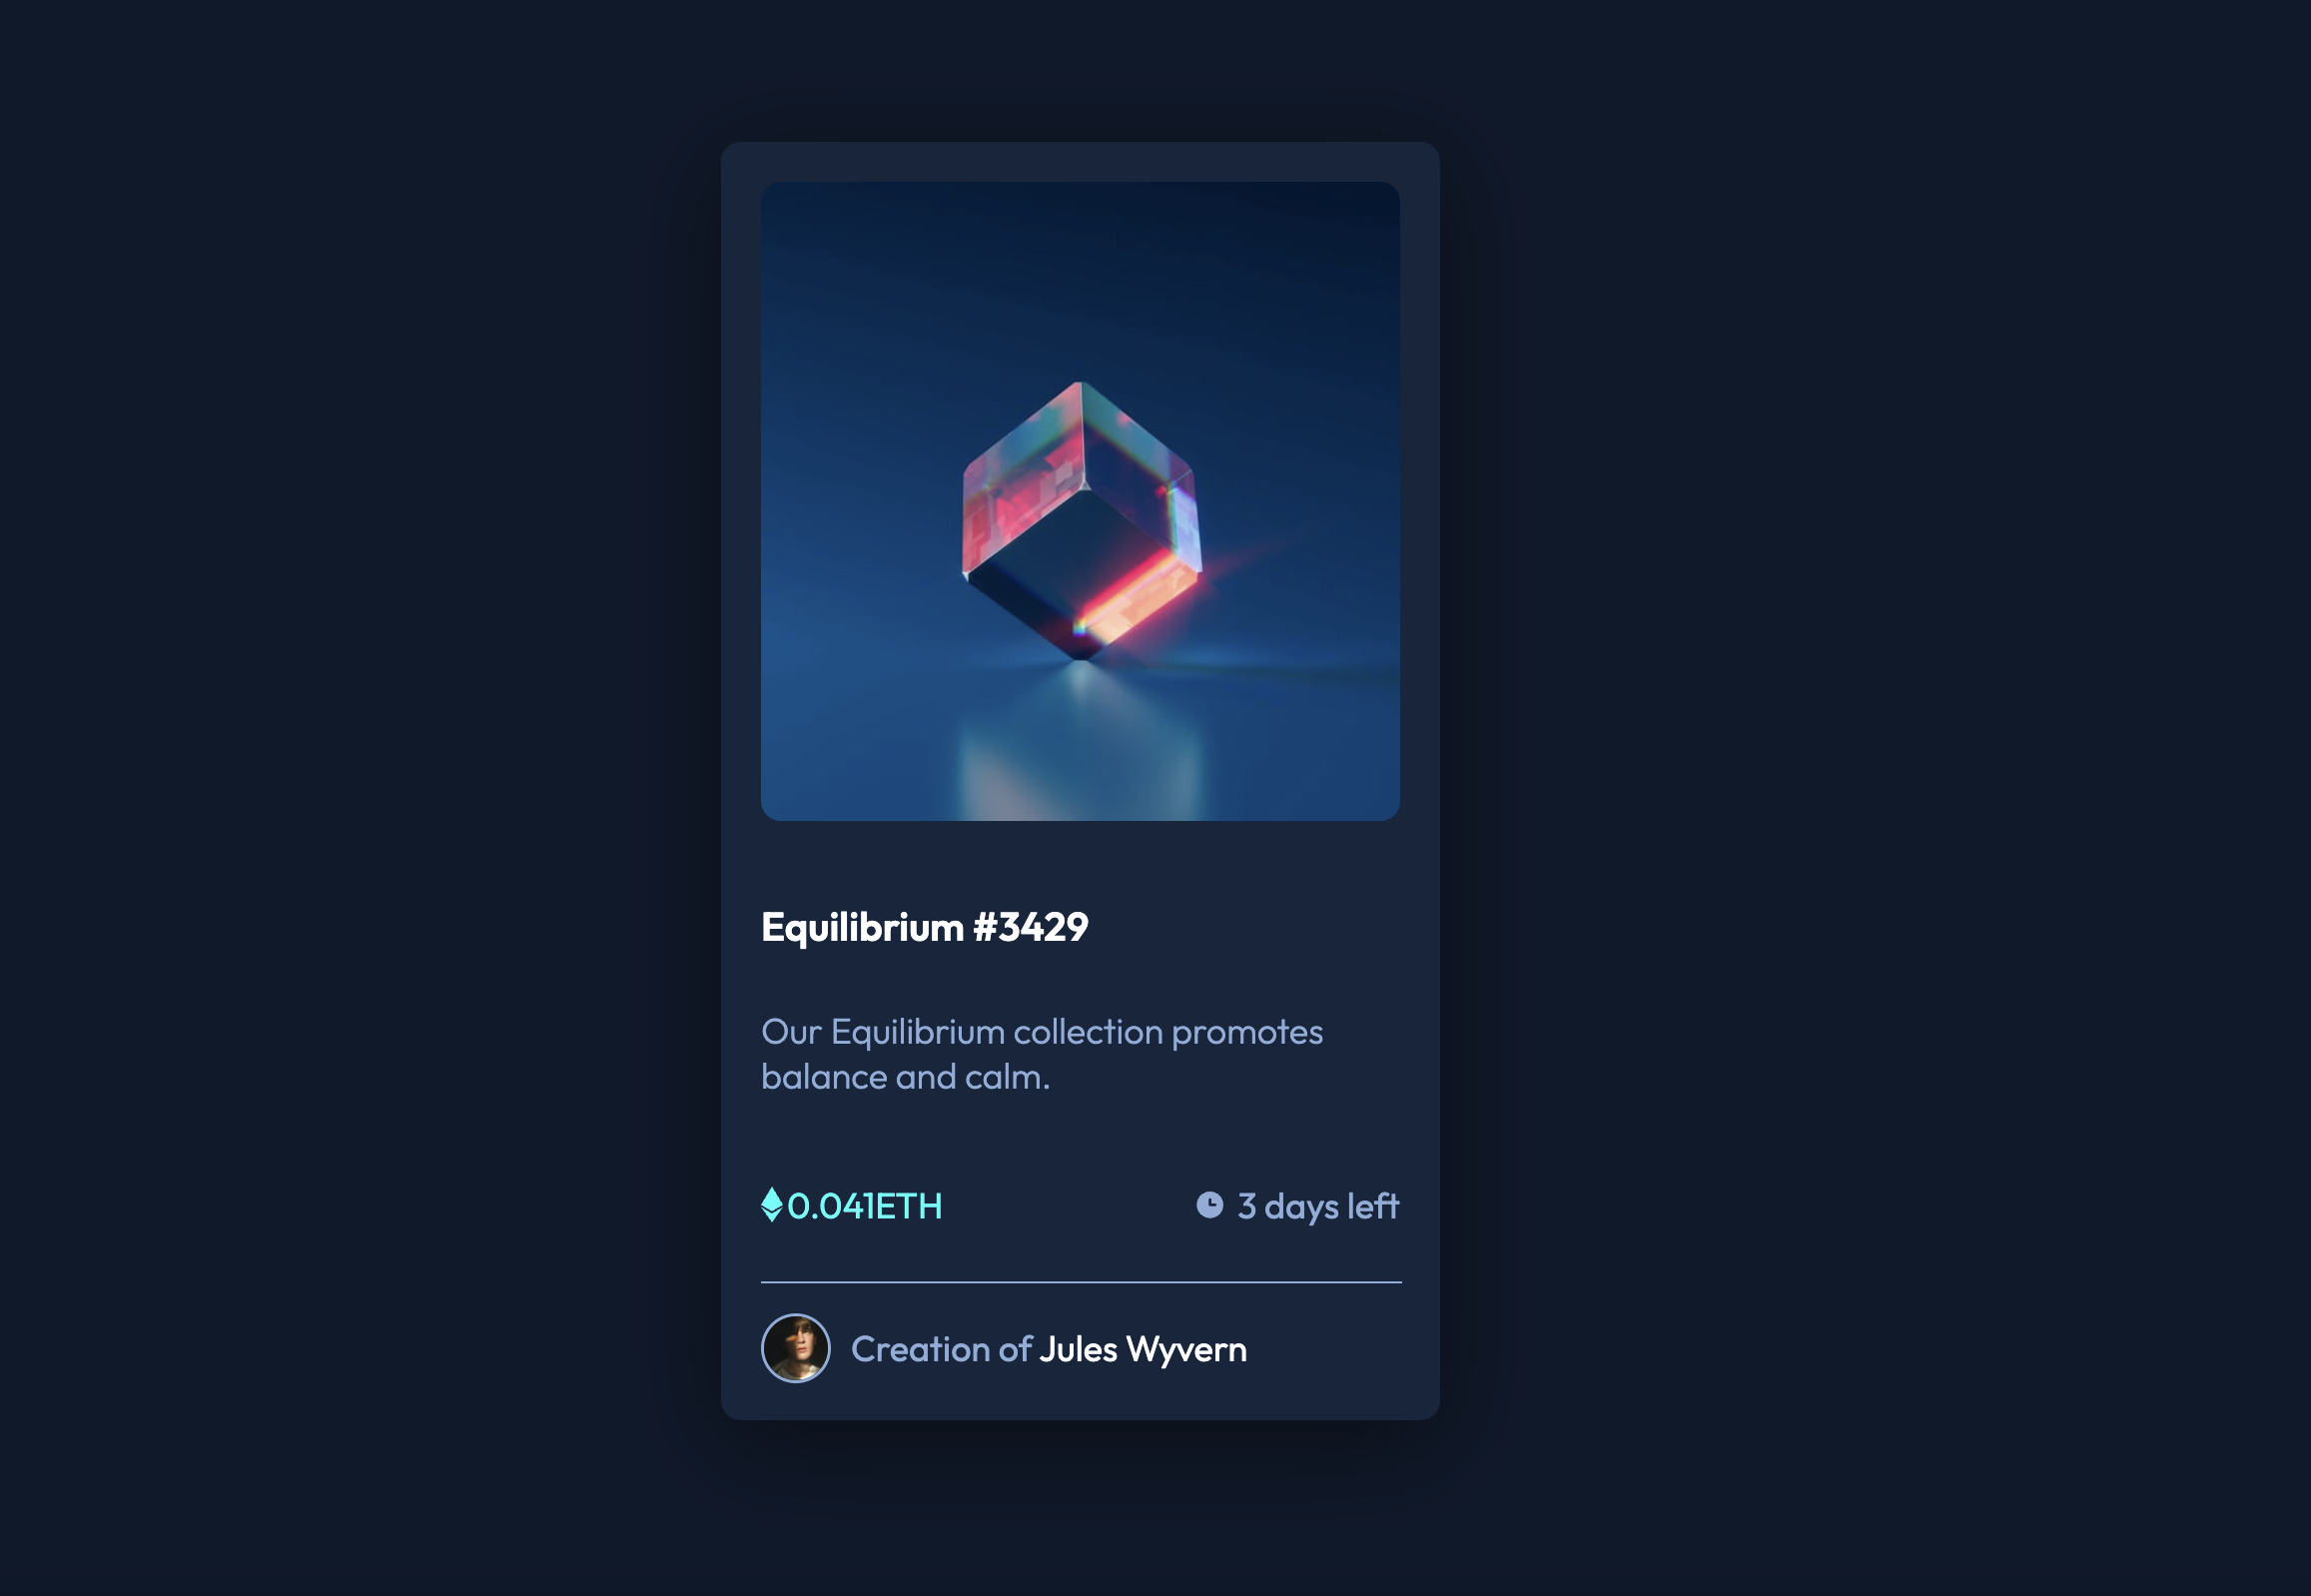 Equilibrium #3429
Our Equilibrium collection promotes
balance and calm.
0.041ETH
3 days left
Creation of Jules Wyvern